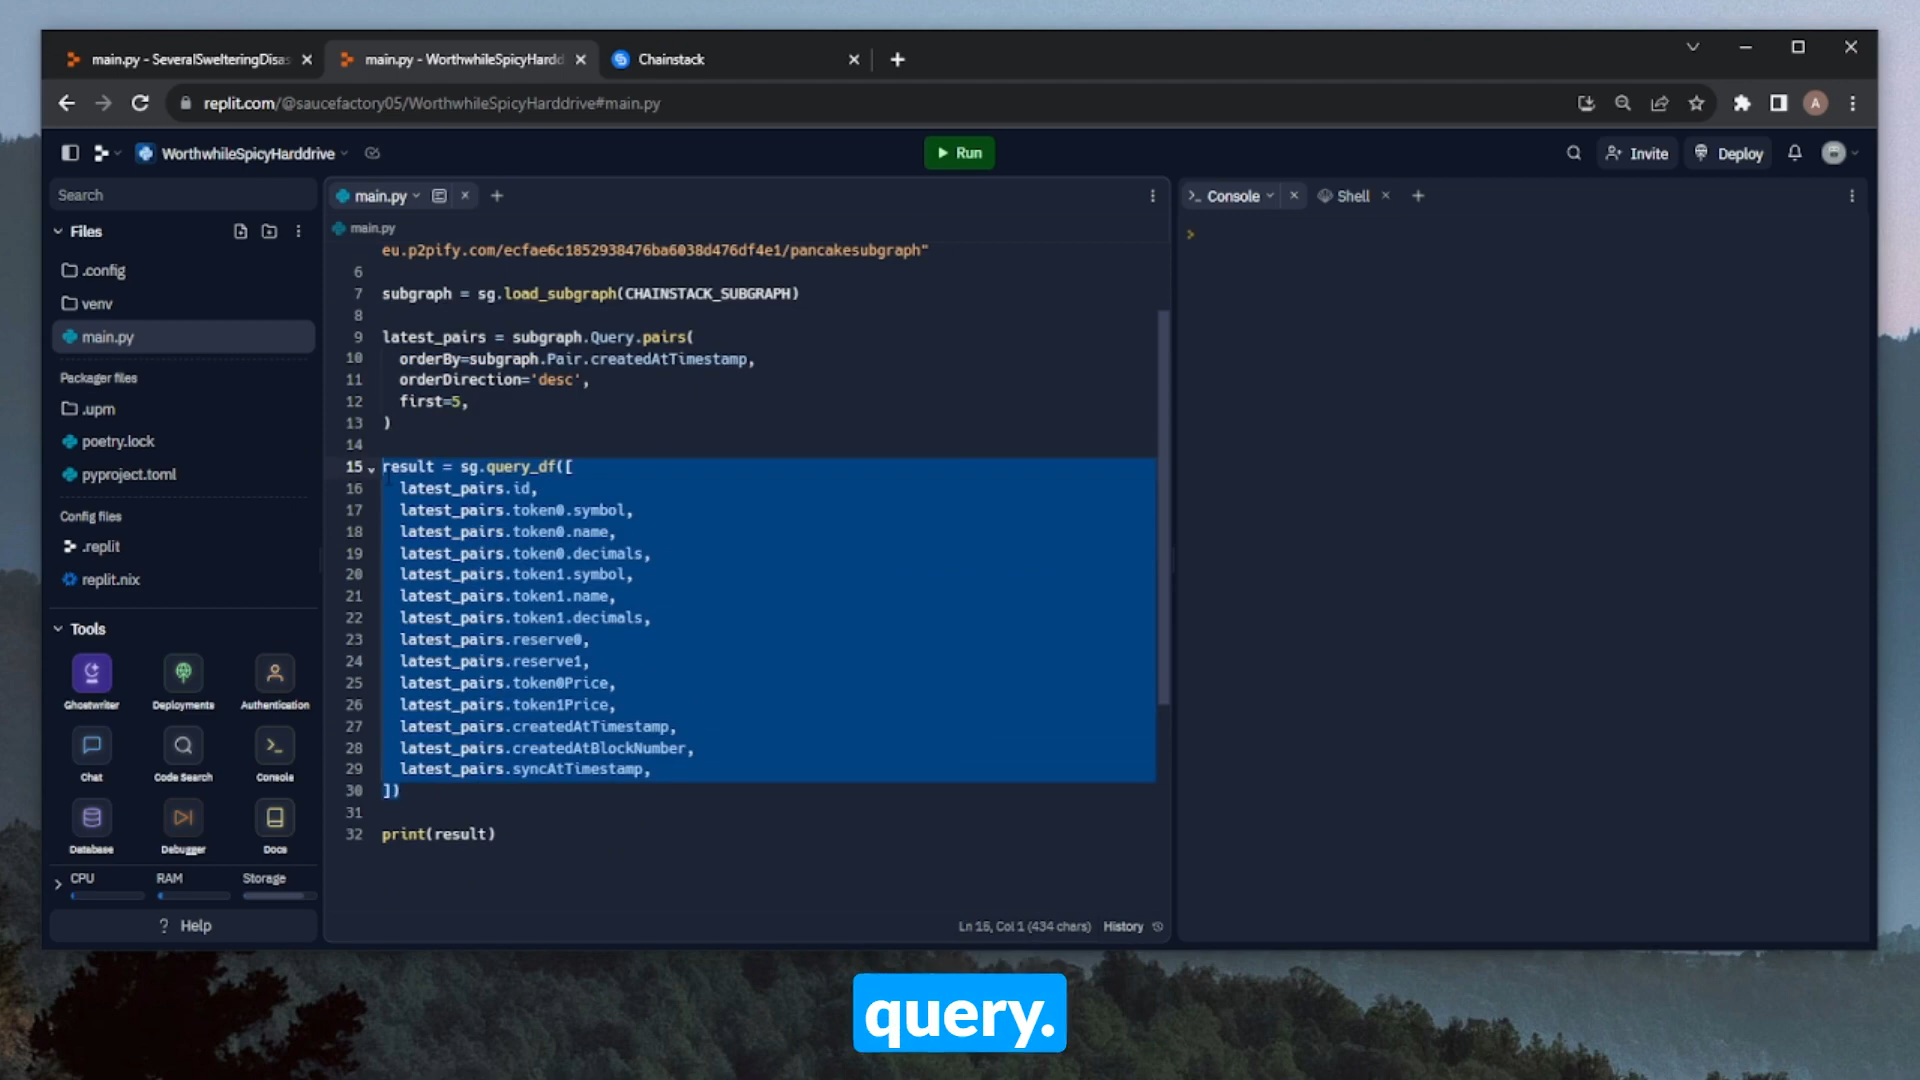 main.py - SeveralSwelteringDisas
main.py - WorthwhileSpicyHardd
Chainstack
replit.com/@saucefactory05/WorthwhileSpicyHarddrive#main.py
A
WorthwhileSpicyHarddrive
Run
Invite
Deploy
Search
Files
.config
venv
main.py
Packager files
.upm
poetry.lock
pyproject.toml
Config files
.replit
replit.nix
Tools
Ghostwriter
Deployments
Authentication
Chat
Code Search
Console
Database
Debugger
Docs
CPU
RAM
Storage
? Help
main.py
main.py
eu.p2pify.com/ecfae6c1852938476ba6038d476df4e1/pancakesubgraph"
6
7 subgraph = sg.load_subgraph(CHAINSTACK_SUBGRAPH)
8
9 latest_pairs = subgraph.Query.pairs(
10 orderBy=subgraph.Pair.createdAtTimestamp,
11 orderDirection='desc',
12 first=5,
13 )
14
15 result = sg.query_df([
16 latest_pairs.id,
17 latest_pairs.token0.symbol,
18 latest_pairs.token0.name,
19 latest_pairs.token0.decimals,
20 latest_pairs.token1.symbol,
21 latest_pairs.token1.name,
22 latest_pairs.token1.decimals,
23 latest_pairs.reserve0,
24 latest_pairs.reserve1,
25 latest_pairs.token0Price,
26 latest_pairs.token1Price,
27 latest_pairs.createdAtTimestamp,
28 latest_pairs.createdAtBlockNumber,
29 latest_pairs.syncAtTimestamp,
30 ])
31
32 print(result)
Ln 15, Col 1 (434 chars) History
Console
Shell
query.